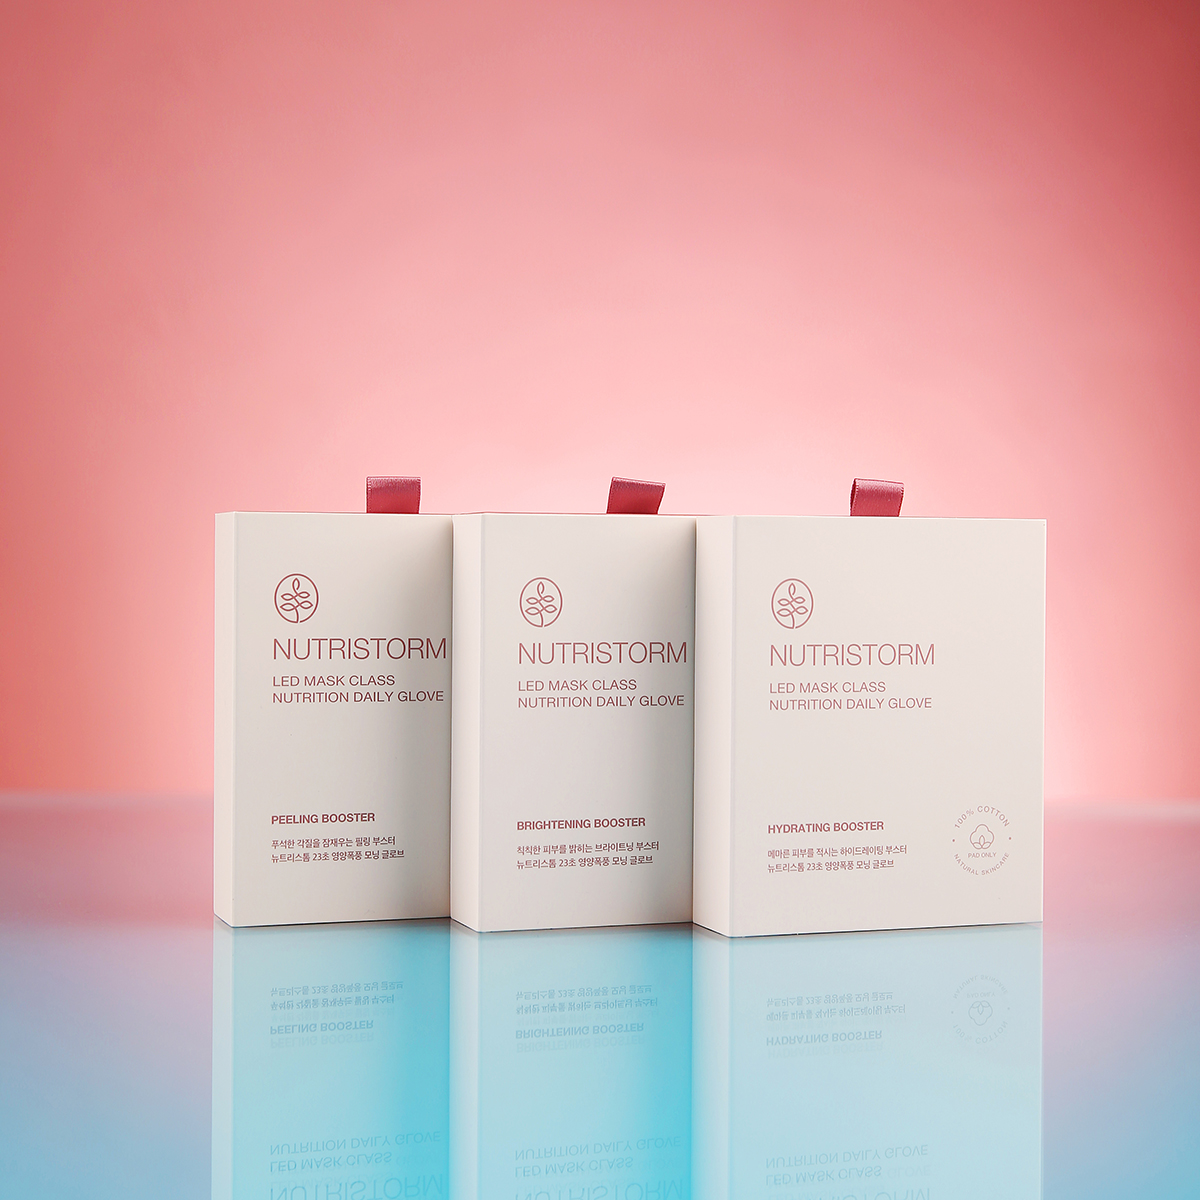 NUTRISTORM
LED MASK CLASS
NUTRITION DAILY GLOVE
PEELING BOOSTER
푸석한 각질을 잠재우는 필링 부스터
뉴트리스톰 23초 영양폭풍 모닝 글로브
NUTRISTORM
LED MASK CLASS
NUTRITION DAILY GLOVE
BRIGHTENING BOOSTER
칙칙한 피부를 밝히는 브라이트닝 부스터
뉴트리스톰 23초 영양폭풍 모닝 글로브
NUTRISTORM
LED MASK CLASS
NUTRITION DAILY GLOVE
HYDRATING BOOSTER
메마른 피부를 적시는 하이드레이팅 부스터
뉴트리스톰 23초 영양폭풍 모닝 글로브
100% COTTON
PAD ONLY
NATURAL SKINCARE